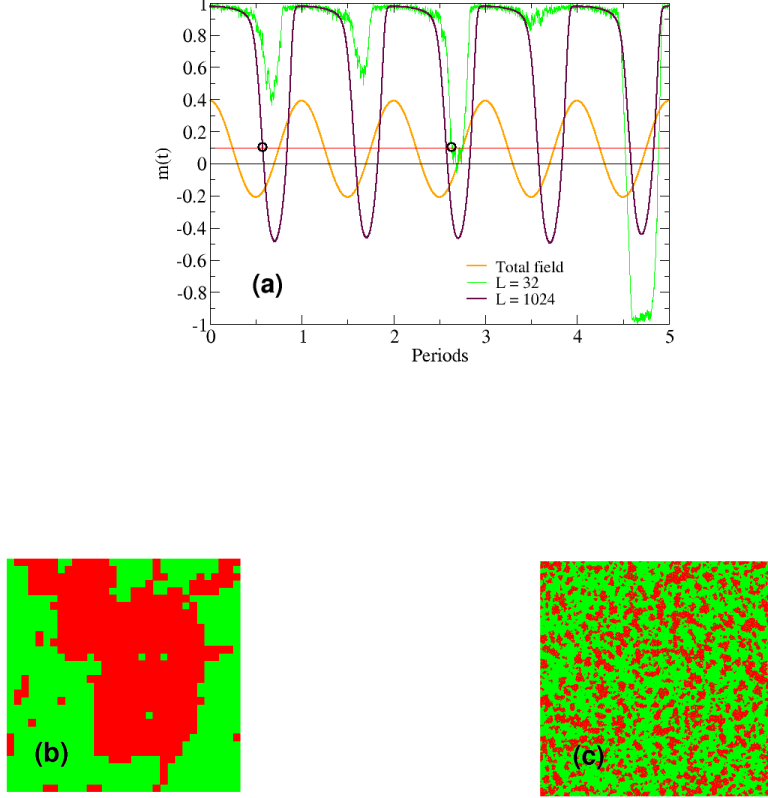 1
0.8
0.6
0.4
0.2
0
-0.2
-0.4
-0.6
-0.8
-1
m(t)
(a)
Total field
L = 32
L = 1024
0 1 2 3 4 5
Periods
(b) (c)